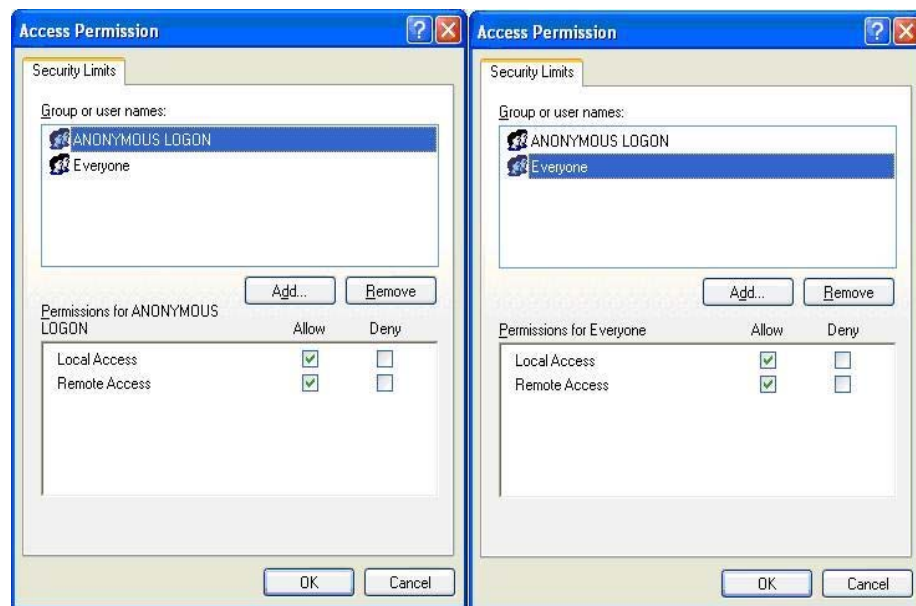 Access Permission
Security Limits
Group or user names:
ANONYMOUS LOGON
Everyone
Add...
Remove
Permissions for ANONYMOUS
LOGON
Allow
Deny
Local Access
Remote Access
OK
Cancel
Access Permission
Security Limits
Group or user names:
ANONYMOUS LOGON
Everyone
Add...
Remove
Permissions for Everyone
Allow
Deny
Local Access
Remote Access
OK
Cancel